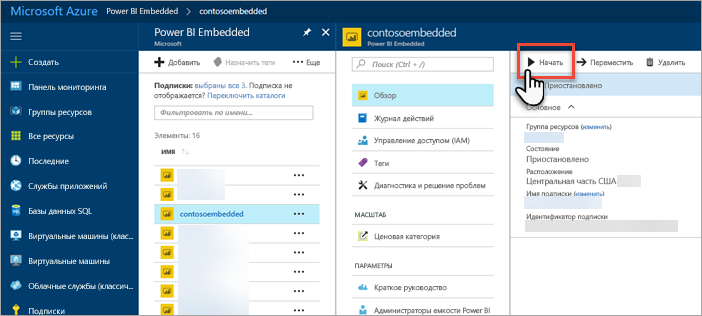 Microsoft Azure Power BI Embedded > contosoembedded
Создать
Панель мониторинга
Группы ресурсов
Все ресурсы
Последние
Службы приложений
Базы данных SQL
Виртуальные машины (клас...
Виртуальные машины
Облачные службы (классич...
Подписки
Power BI Embedded
Microsoft
Добавить
Назначить теги
Еще
Подписки: выбраны все 3. Подписка не
отображается? Переключить каталоги
Фильтровать по имени...
Элементы: 16
ИМЯ
contosoembedded
contosoembedded
Power BI Embedded
Поиск (Ctrl + /)
Обзор
Журнал действий
Управление доступом (IAM)
Теги
Диагностика и решение проблем
МАСШТАБ
Ценовая категория
ПАРАМЕТРЫ
Краткое руководство
Администраторы емкости Power BI
Начать
Переместить
Удалить
Приостановлено
Основное
Группа ресурсов (изменить)
Состояние
Приостановлено
Расположение
Центральная часть США
Имя подписки (изменить)
Идентификатор подписки